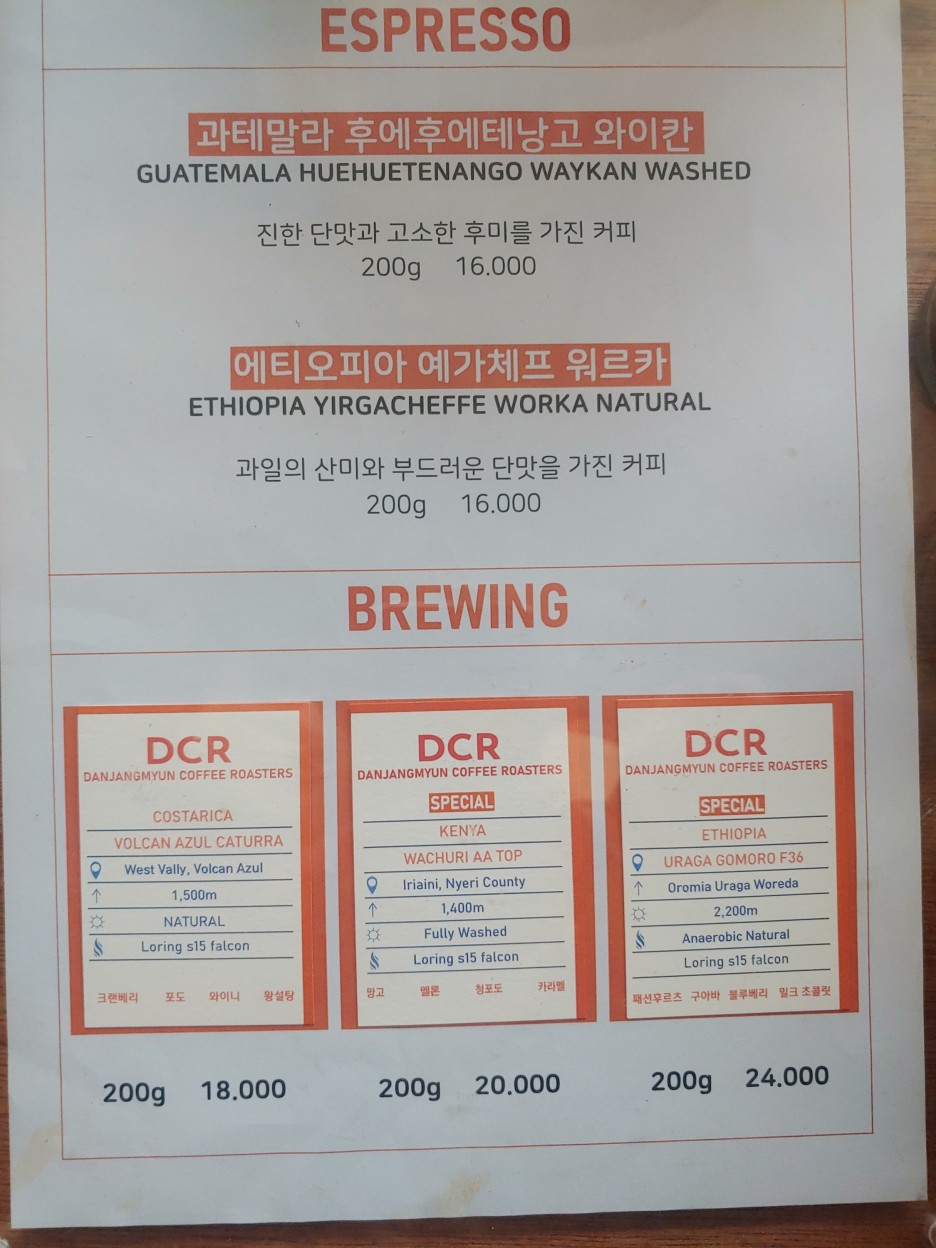 ESPRESSO
과테말라 후에후에테낭고 와이칸
GUATEMALA HUEHUETENANGO WAYKAN WASHED
진한 단맛과 고소한 후미를 가진 커피
200g 16.000
에티오피아 예가체프 워르카
ETHIOPIA YIRGACHEFFE WORKA NATURAL
과일의 산미와 부드러운 단맛을 가진 커피
200g 16.000
BREWING
DCR
DANJANGMYUN COFFEE ROASTERS
COSTARICA
VOLCAN AZUL CATURRA
West Vally, Volcan Azul
1,500m
NATURAL
Loring s15 falcon
크랜베리 포도 와이니 황설탕
200g 18.000
DCR
DANJANGMYUN COFFEE ROASTERS
SPECIAL
KENYA
WACHURI AA TOP
Iriaini, Nyeri County
1,400m
Fully Washed
Loring s15 falcon
망고 멜론 청포도 카라멜
200g 20.000
DCR
DANJANGMYUN COFFEE ROASTERS
SPECIAL
ETHIOPIA
URAGA GOMORO F36
Oromia Uraga Woreda
2,200m
Anaerobic Natural
Loring s15 falcon
패션후르츠 구아바 블루베리 밀크 초콜릿
200g 24.000